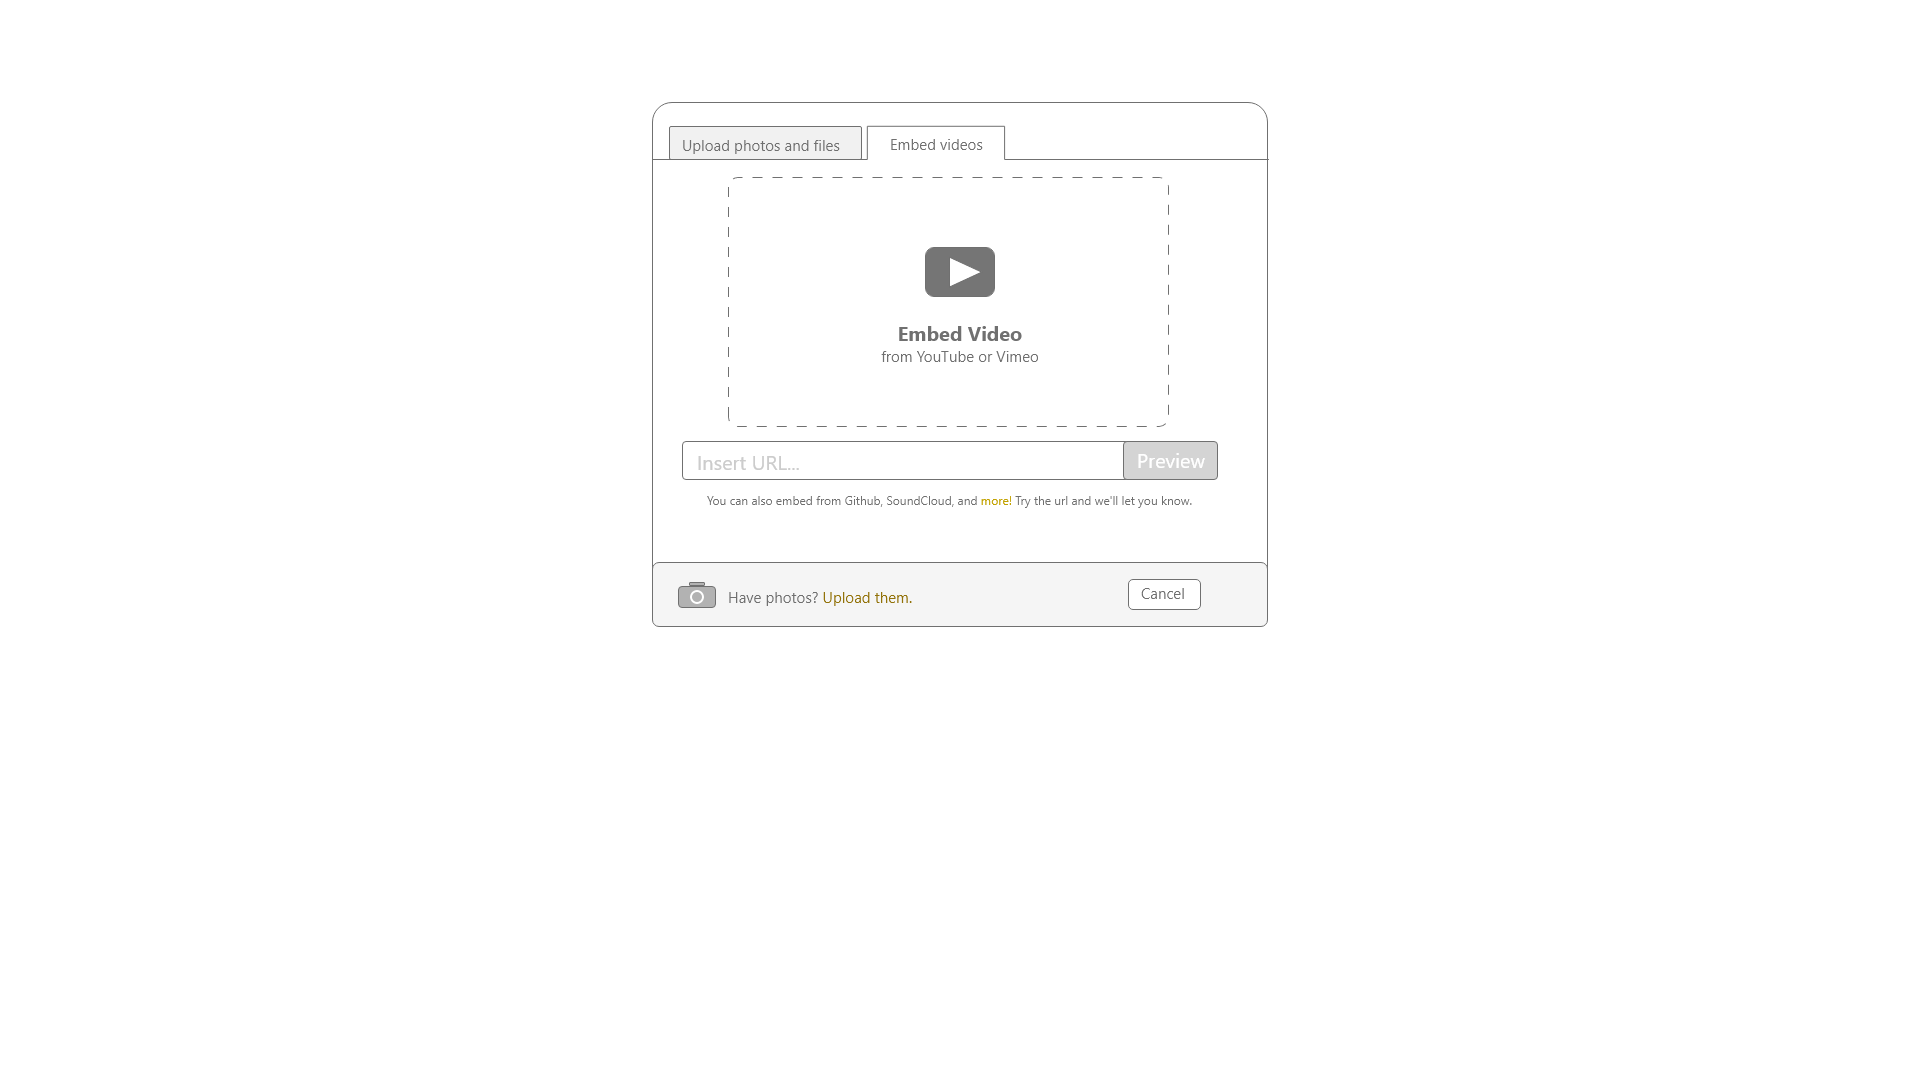 Upload photos and files
Embed videos
Embed Video
from YouTube or Vimeo
Insert URL...
Preview
You can also embed from Github, SoundCloud, and more! Try the url and we'll let you know.
Have photos? Upload them.
Cancel